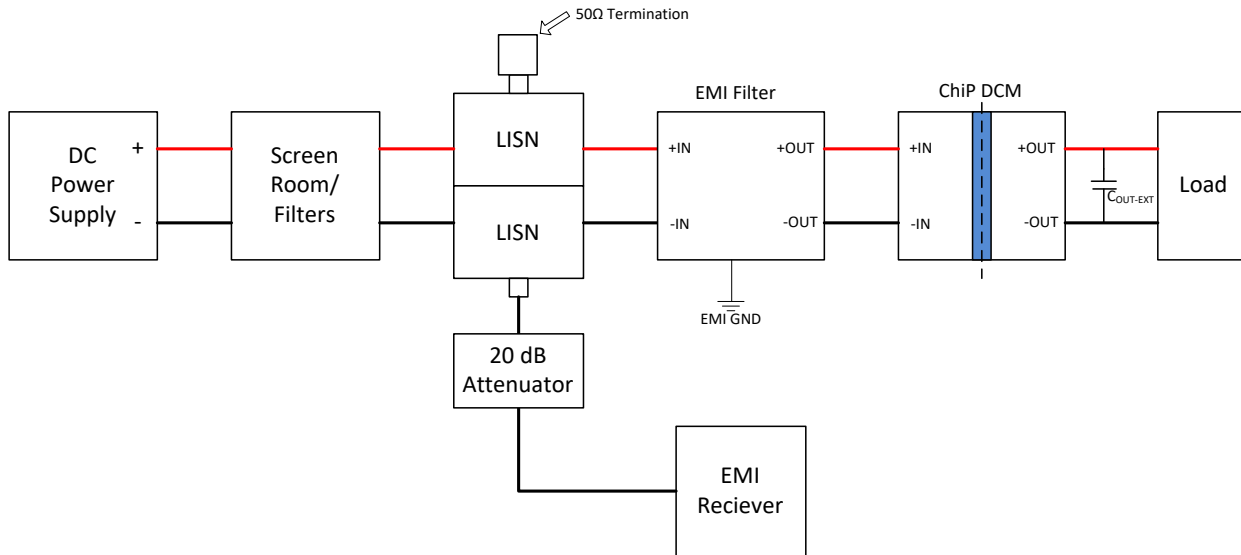 50Ω Termination
EMI Filter
ChiP DCM
DC
Power
Supply
+
-
Screen
Room/
Filters
LISN
LISN
+IN
-IN
+OUT
-OUT
+IN
-IN
+OUT
-OUT
COUT-EXT
Load
EMI GND
20 dB
Attenuator
EMI
Reciever